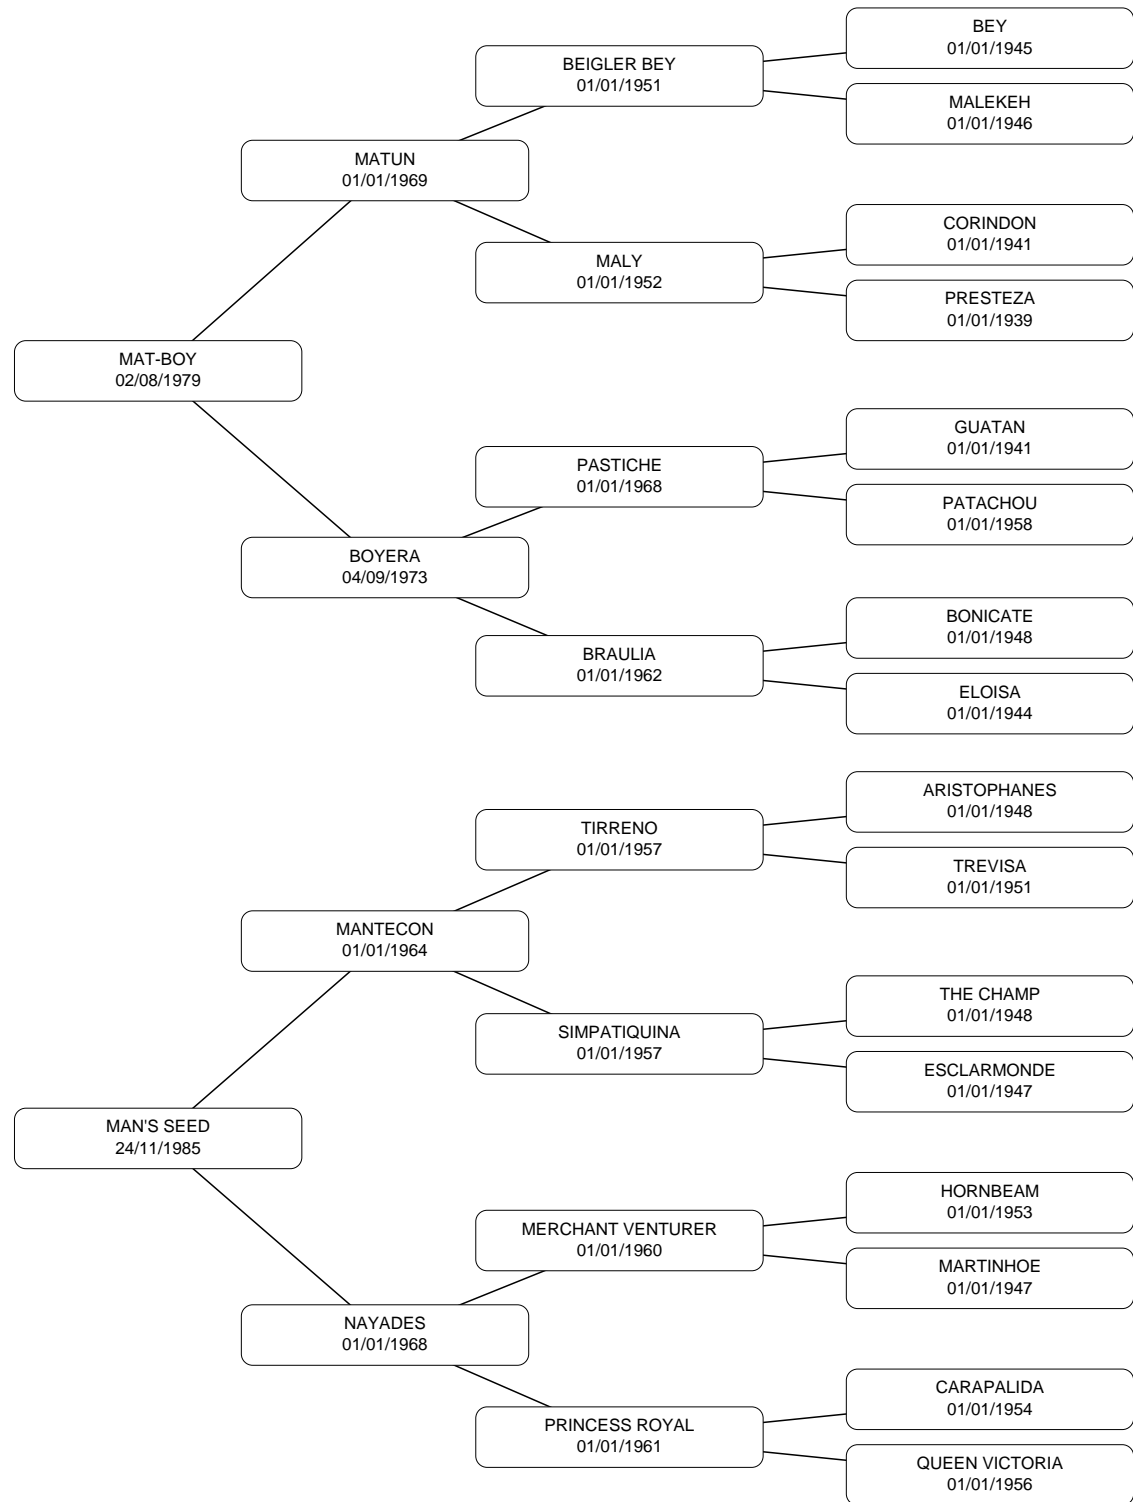 BEY
01/01/1945
BEIGLER BEY
01/01/1951
MALEKEH
01/01/1946
MATUN
01/01/1969
CORINDON
01/01/1941
MALY
01/01/1952
PRESTEZA
01/01/1939
MAT-BOY
02/08/1979
GUATAN
01/01/1941
PASTICHE
01/01/1968
PATACHOU
01/01/1958
BOYERA
04/09/1973
BONICATE
01/01/1948
BRAULIA
01/01/1962
ELOISA
01/01/1944
ARISTOPHANES
01/01/1948
TIRRENO
01/01/1957
TREVISA
01/01/1951
MANTECON
01/01/1964
THE CHAMP
01/01/1948
SIMPATIQUINA
01/01/1957
ESCLARMONDE
01/01/1947
MAN'S SEED
24/11/1985
HORNBEAM
01/01/1953
MERCHANT VENTURER
01/01/1960
MARTINHOE
01/01/1947
NAYADES
01/01/1968
CARAPALIDA
01/01/1954
PRINCESS ROYAL
01/01/1961
QUEEN VICTORIA
01/01/1956